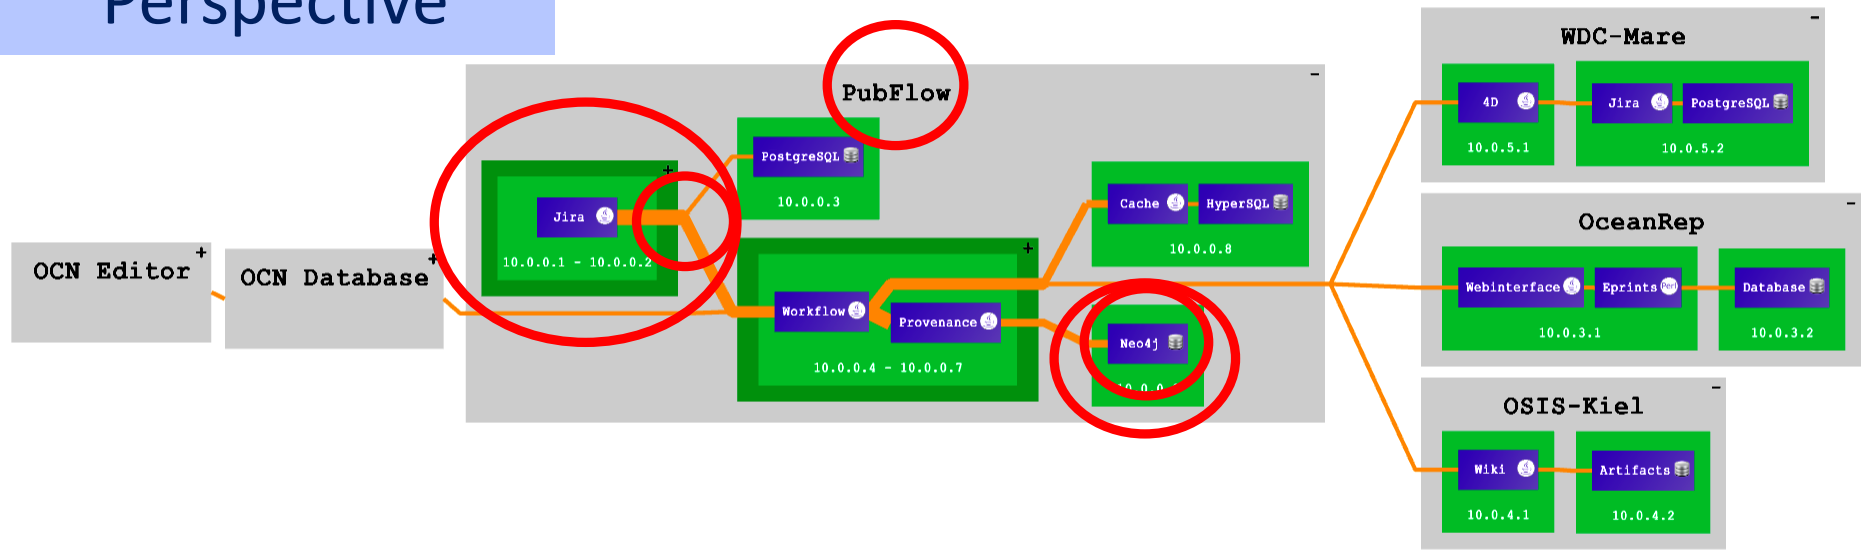 Perspective
OCN Editor
+
OCN Database
+
PubFlow
-
+
Jira
10.0.0.1 - 10.0.0.2
PostgreSQL
10.0.0.3
+
Workflow
Provenance
10.0.0.4 - 10.0.0.7
Cache
HyperSQL
10.0.0.8
Neo4j
WDC-Mare
-
4D
10.0.5.1
Jira
PostgreSQL
10.0.5.2
OceanRep
-
Webinterface
Eprints
Perl
10.0.3.1
Database
10.0.3.2
OSIS-Kiel
-
Wiki
10.0.4.1
Artifacts
10.0.4.2